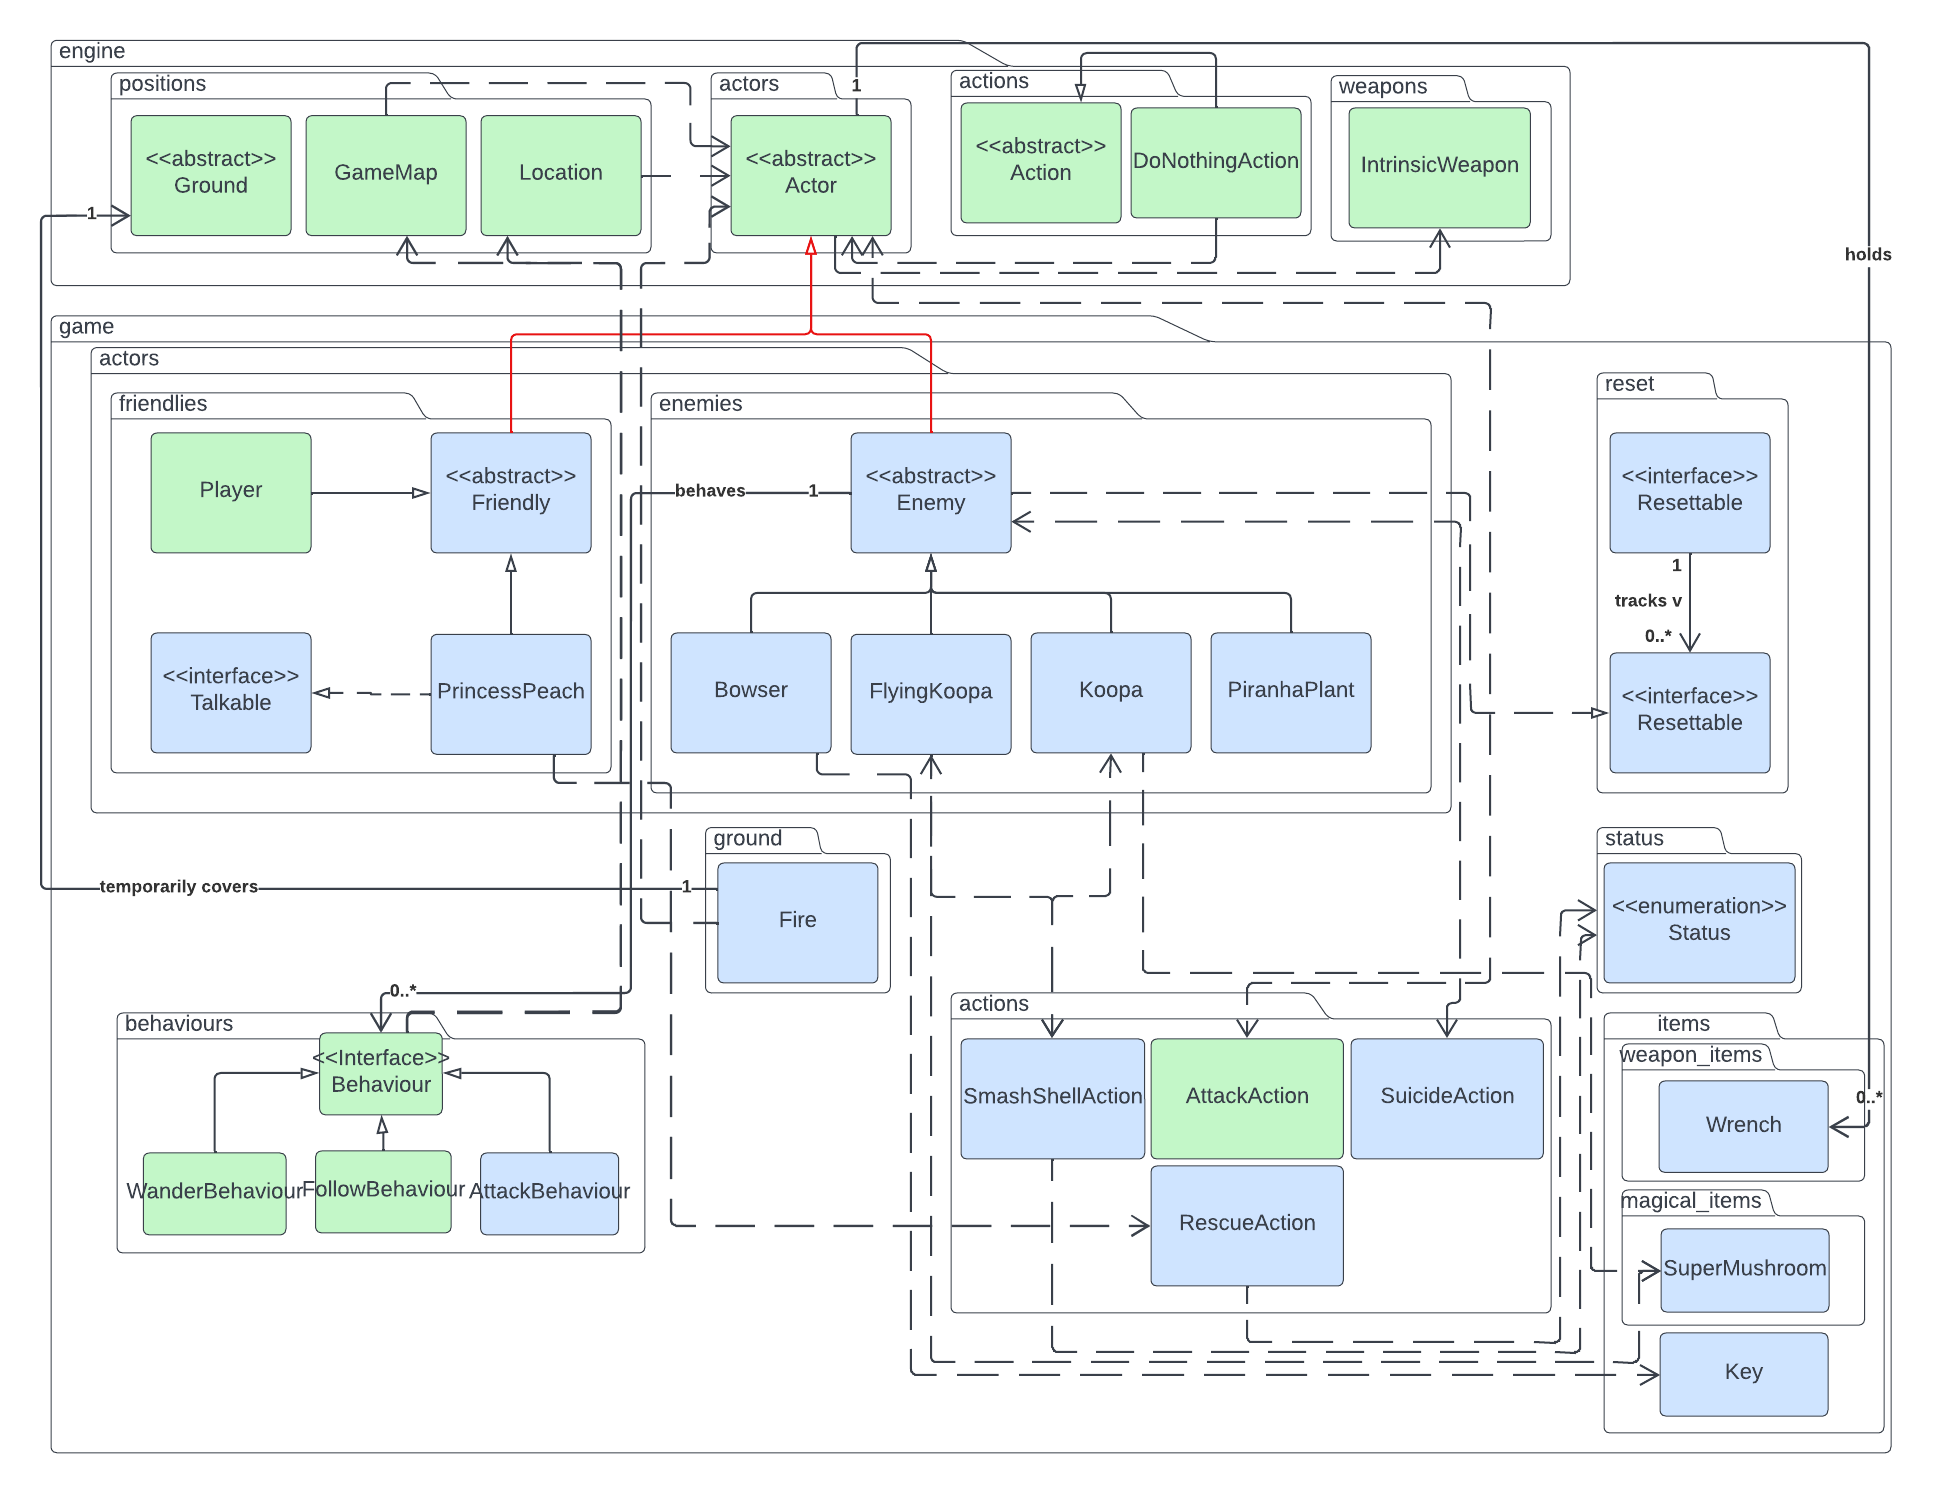 engine
positions
actors
1
actions
weapons
<<abstract>>
Ground
GameMap
Location
<<abstract>>
Actor
<<abstract>>
Action
DoNothingAction
IntrinsicWeapon
1
holds
game
actors
friendlies
enemies
reset
Player
<<abstract>>
Friendly
behaves
1
<<abstract>>
Enemy
<<interface>>
Resettable
1
tracks v
0..*
<<interface>>
Talkable
PrincessPeach
Bowser
FlyingKoopa
Koopa
PiranhaPlant
<<interface>>
Resettable
ground
status
temporarily covers
1
Fire
<<enumeration>>
Status
0..*
behaviours
actions
items
<<Interface>>
Behaviour
weapon_items
SmashShellAction
AttackAction
SuicideAction
0..*
Wrench
WanderBehaviour
FollowBehaviour
AttackBehaviour
magical_items
RescueAction
SuperMushroom
Key